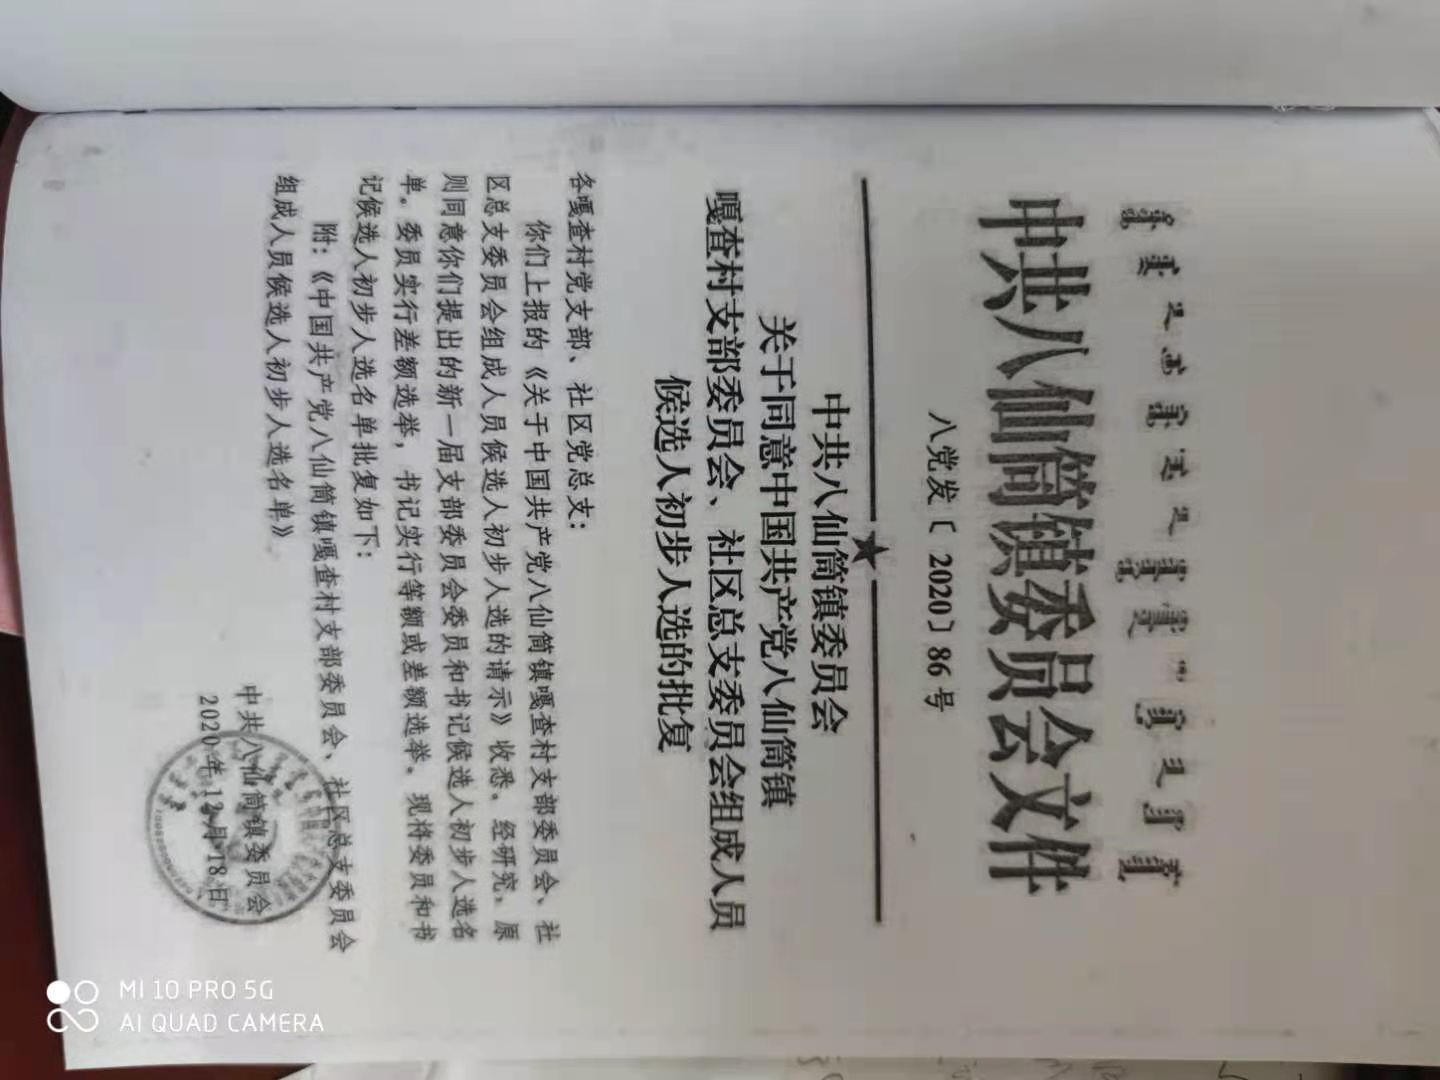 中共八仙筒镇委员会文件
八党发〔2020〕86号
中共八仙筒镇委员会
关于同意中国共产党八仙筒镇
嘎查村支部委员会、社区总支委员会组成人员
候选人初步人选的批复
各嘎查村党支部、社区党总支：
你们上报的《关于中国共产党八仙筒镇嘎查村支部委员会、社
区总支委员会组成人员候选人初步人选的请示》收悉。经研究，原
则同意你们提出的新一届支部委员会委员和书记候选人初步人选名
单。委员实行差额选举，书记实行等额或差额选举。现将委员和书
记候选人初步人选名单批复如下：
附：《中国共产党八仙筒镇嘎查村支部委员会、社区总支委员会
组成人员候选人初步人选名单》
中共八仙筒镇委员会
2020年12月18日
MI 10 PRO 5G
AI QUAD CAMERA